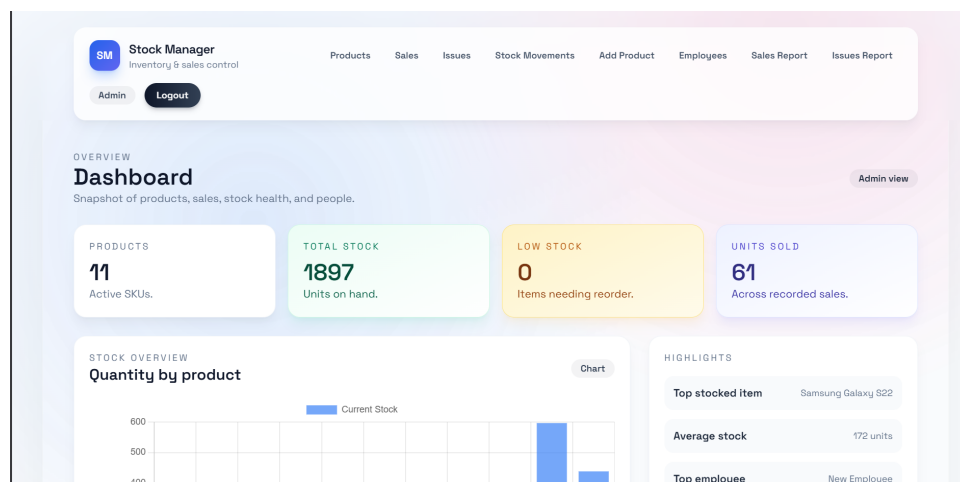 SM
Stock Manager
Inventory & sales control
Products Sales Issues Stock Movements Add Product Employees Sales Report Issues Report
Admin Logout
OVERVIEW
Dashboard
Snapshot of products, sales, stock health, and people.
Admin view
PRODUCTS
11
Active SKUs.
TOTAL STOCK
1897
Units on hand.
LOW STOCK
0
Items needing reorder.
UNITS SOLD
61
Across recorded sales.
STOCK OVERVIEW
Quantity by product
Chart
Current Stock
600
500
400
HIGHLIGHTS
Top stocked item Samsung Galaxy S22
Average stock 172 units
Top employee New Employee